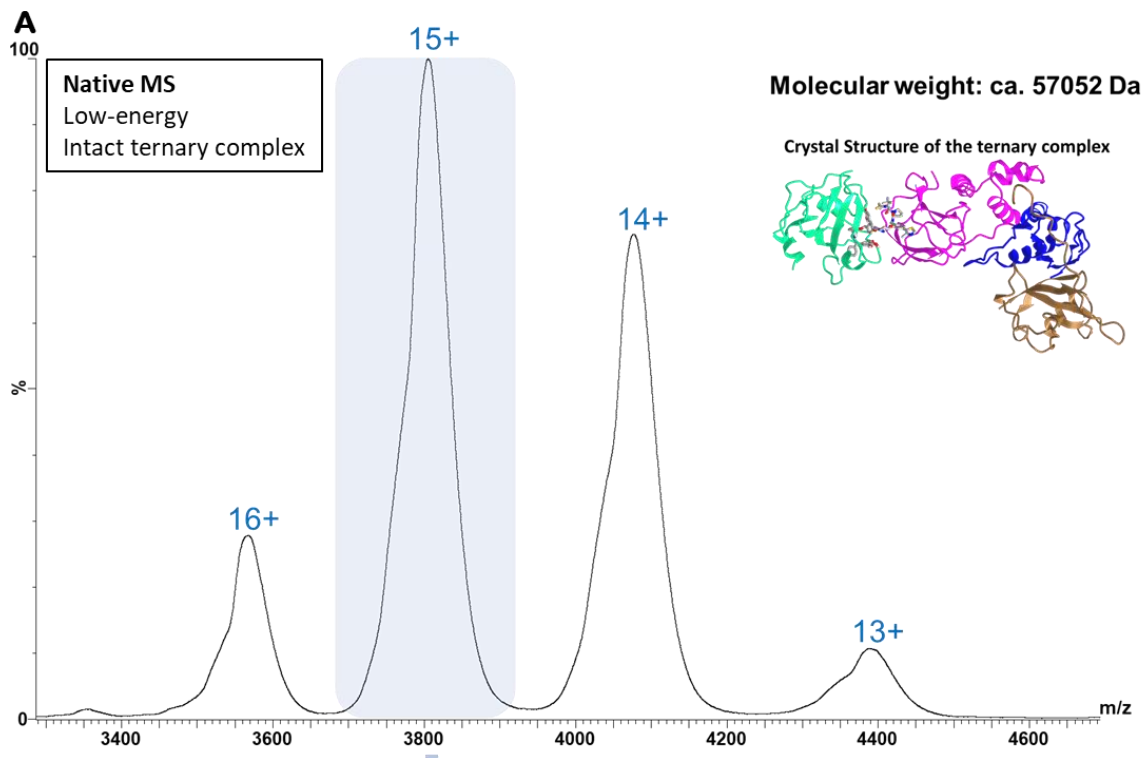 A
100
Native MS
Low-energy
Intact ternary complex
15+
Molecular weight: ca. 57052 Da
Crystal Structure of the ternary complex
14+
%
16+
13+
0
m/z
3400 3600 3800 4000 4200 4400 4600